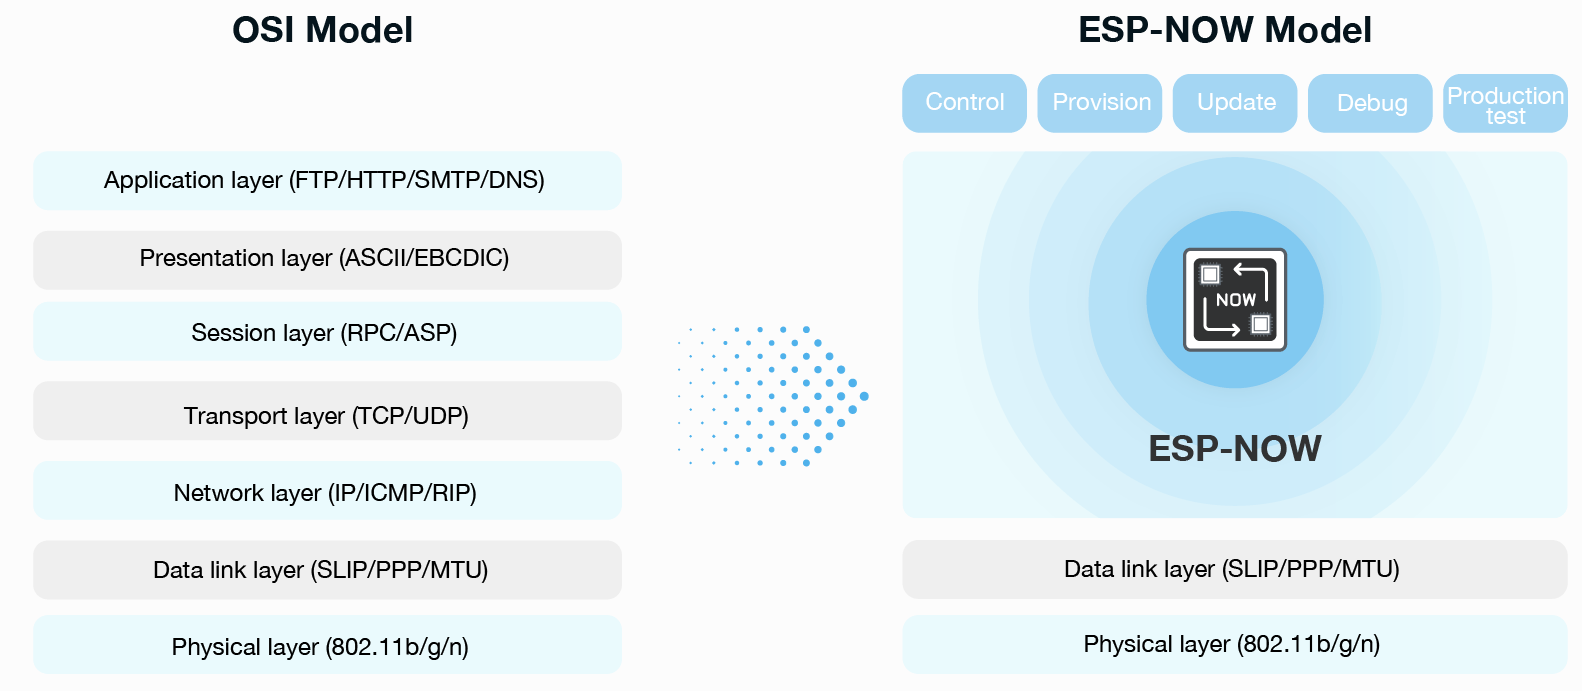 OSI Model
Application layer (FTP/HTTP/SMTP/DNS)
Presentation layer (ASCII/EBCDIC)
Session layer (RPC/ASP)
Transport layer (TCP/UDP)
Network layer (IP/ICMP/RIP)
Data link layer (SLIP/PPP/MTU)
Physical layer (802.11b/g/n)
ESP-NOW Model
Control
Provision
Update
Debug
Production
test
NOW
ESP-NOW
Data link layer (SLIP/PPP/MTU)
Physical layer (802.11b/g/n)